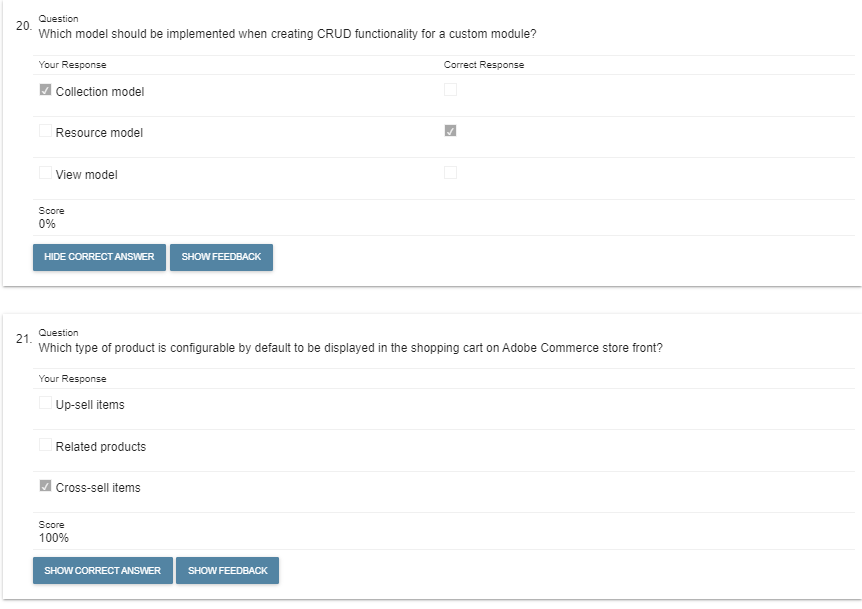 20.
Question
Which model should be implemented when creating CRUD functionality for a custom module?
Your Response Correct Response
Collection model
Resource model
View model
Score
0%
HIDE CORRECT ANSWER SHOW FEEDBACK
21.
Question
Which type of product is configurable by default to be displayed in the shopping cart on Adobe Commerce store front?
Your Response
Up-sell items
Related products
Cross-sell items
Score
100%
SHOW CORRECT ANSWER SHOW FEEDBACK